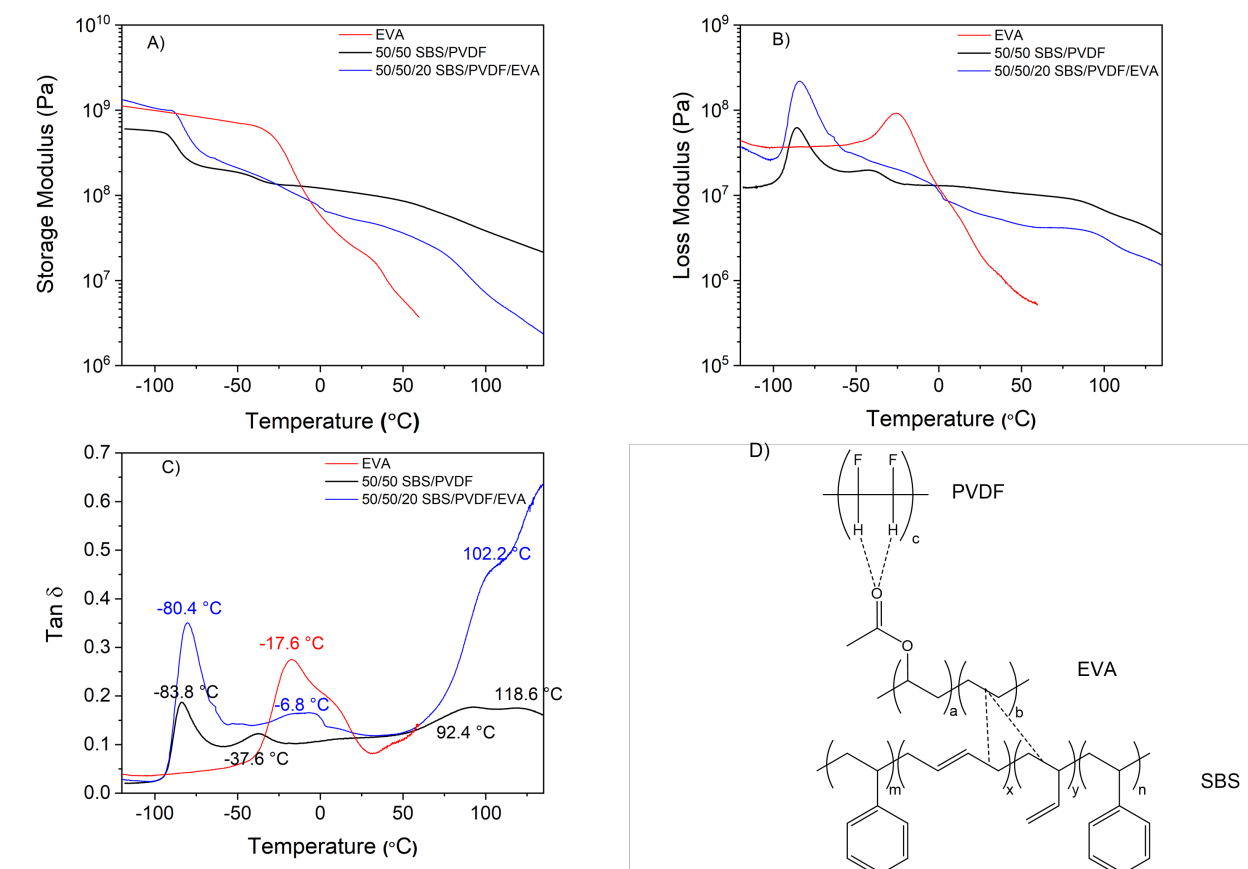 A)
EVA
50/50 SBS/PVDF
50/50/20 SBS/PVDF/EVA
Storage Modulus (Pa)
10^10
10^9
10^8
10^7
10^6
-100 -50 0 50 100
Temperature (°C)
B)
EVA
50/50 SBS/PVDF
50/50/20 SBS/PVDF/EVA
Loss Modulus (Pa)
10^9
10^8
10^7
10^6
10^5
-100 -50 0 50 100
Temperature (°C)
C)
EVA
50/50 SBS/PVDF
50/50/20 SBS/PVDF/EVA
Tan δ
0.7
0.6
0.5
0.4
0.3
0.2
0.1
0.0
102.2 °C
-80.4 °C
-17.6 °C
-83.8 °C
-6.8 °C
118.6 °C
92.4 °C
-37.6 °C
-100 -50 0 50 100
Temperature (°C)
D)
F F
PVDF
H H
c
O
O
EVA
a b
SBS
m x y n